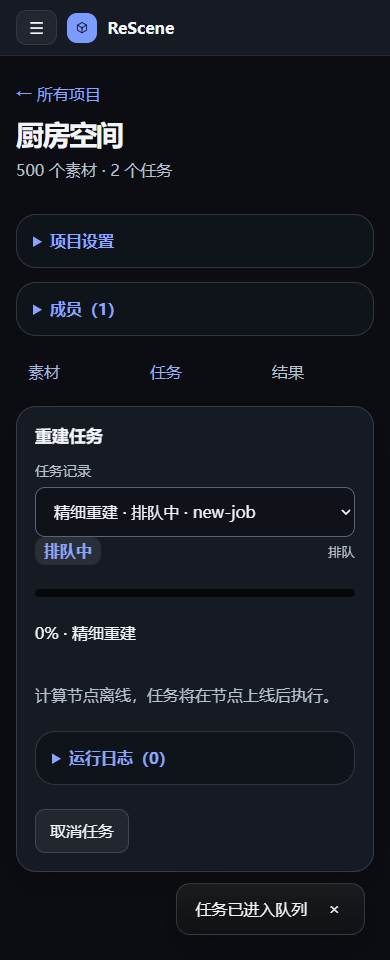 ☰ ReScene
← 所有项目
厨房空间
500 个素材 · 2 个任务
▶ 项目设置
▶ 成员（1）
素材 任务 结果
重建任务
任务记录
精细重建 · 排队中 · new-job
排队中 排队
0% · 精细重建
计算节点离线，任务将在节点上线后执行。
▶ 运行日志（0）
取消任务
任务已进入队列 ×